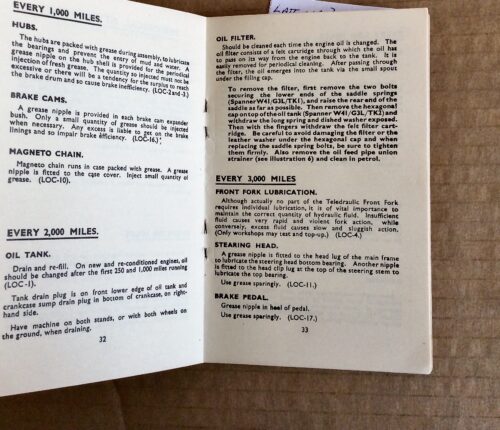 EVERY 1,000 MILES.
HUBS.
The hubs are packed with grease during assembly, to lubricate
the bearings and prevent the entry of mud and water. A
grease nipple on the hub shell is provided for the periodical
injection of fresh grease. The quantity so injected must not be
excessive or there will be a tendency for the surplus to reach
the brake drum and so cause brake inefficiency. (LOC-2 and -3.)
BRAKE CAMS.
A grease nipple is provided in each brake cam expander
bush. Only a small quantity of grease should be injected
when necessary. Any excess is liable to get on the brake
linings and so impair brake efficiency. (LOC-16.)
MAGNETO CHAIN.
Magneto chain runs in case packed with grease. A grease
nipple is fitted to the case cover. Inject small quantity of
grease. (LOC-10).
EVERY 2,000 MILES.
OIL TANK.
Drain and re-fill. On new and re-conditioned engines, oil
should be changed after the first 250 and 1,000 miles running
(LOC-1).
Tank drain plug is on front lower edge of oil tank and
crankcase sump drain plug in bottom of crankcase, on right-
hand side.
Have machine on both stands, or with both wheels on
the ground, when draining.
32
OIL FILTER.
Should be cleaned each time the engine oil is changed. The
oil filter consists of a felt cartridge through which the oil has
to pass on its way from the engine back to the tank. It is
easily removed for periodical cleaning. After passing through
the filter, the oil emerges into the tank via the small spout
under the filling cap.
To remove the filter, first remove the two bolts
securing the lower ends of the saddle springs
(Spanner W41/G3L/TK1), and raise the rear end of the
saddle as far as possible. Then remove the hexagonal
cap on top of the oil tank (Spanner W41/G3L/TK2) and
withdraw the long spring and dished washer exposed.
Then with the fingers withdraw the felt filter cart-
ridge. Be careful to avoid damaging the filter or the
leather washer under the hexagonal cap and when
replacing the saddle spring bolts, be sure to tighten
them firmly. Also remove the oil feed pipe union
strainer (see illustration 6) and clean in petrol.
EVERY 3,000 MILES
FRONT FORK LUBRICATION.
Although actually no part of the Teledraulic Front Fork
requires individual lubrication, it is of vital importance to
maintain the correct quantity of hydraulic fluid. Insufficient
fluid causes very rapid and violent fork action, while
conversely, excess fluid causes slow and sluggish action.
(Only workshops may test and top-up.) (LOC-4.)
STEERING HEAD.
A grease nipple is fitted to the head lug of the main frame
to lubricate the steering head bottom bearing. Another nipple
is fitted to the head clip lug at the top of the steering stem to
lubricate the top bearing.
Use grease sparingly. (LOC-11.)
BRAKE PEDAL.
Grease nipple in heel of pedal.
Use grease sparingly. (LOC-17.)
33